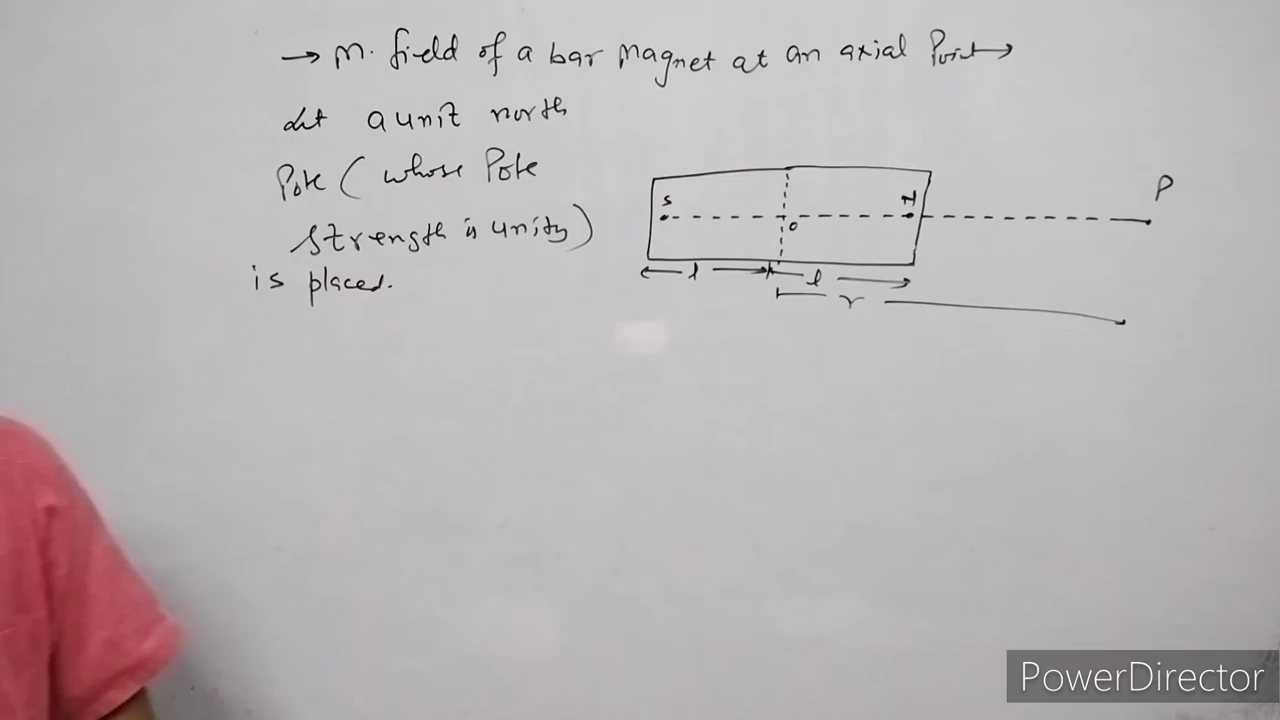 → M. field of a bar Magnet at an axial Point →
Let a unit north
Pole ( whose Pole
strength is unity)
is placed.
S
N
P
O
l
l
r
PowerDirector